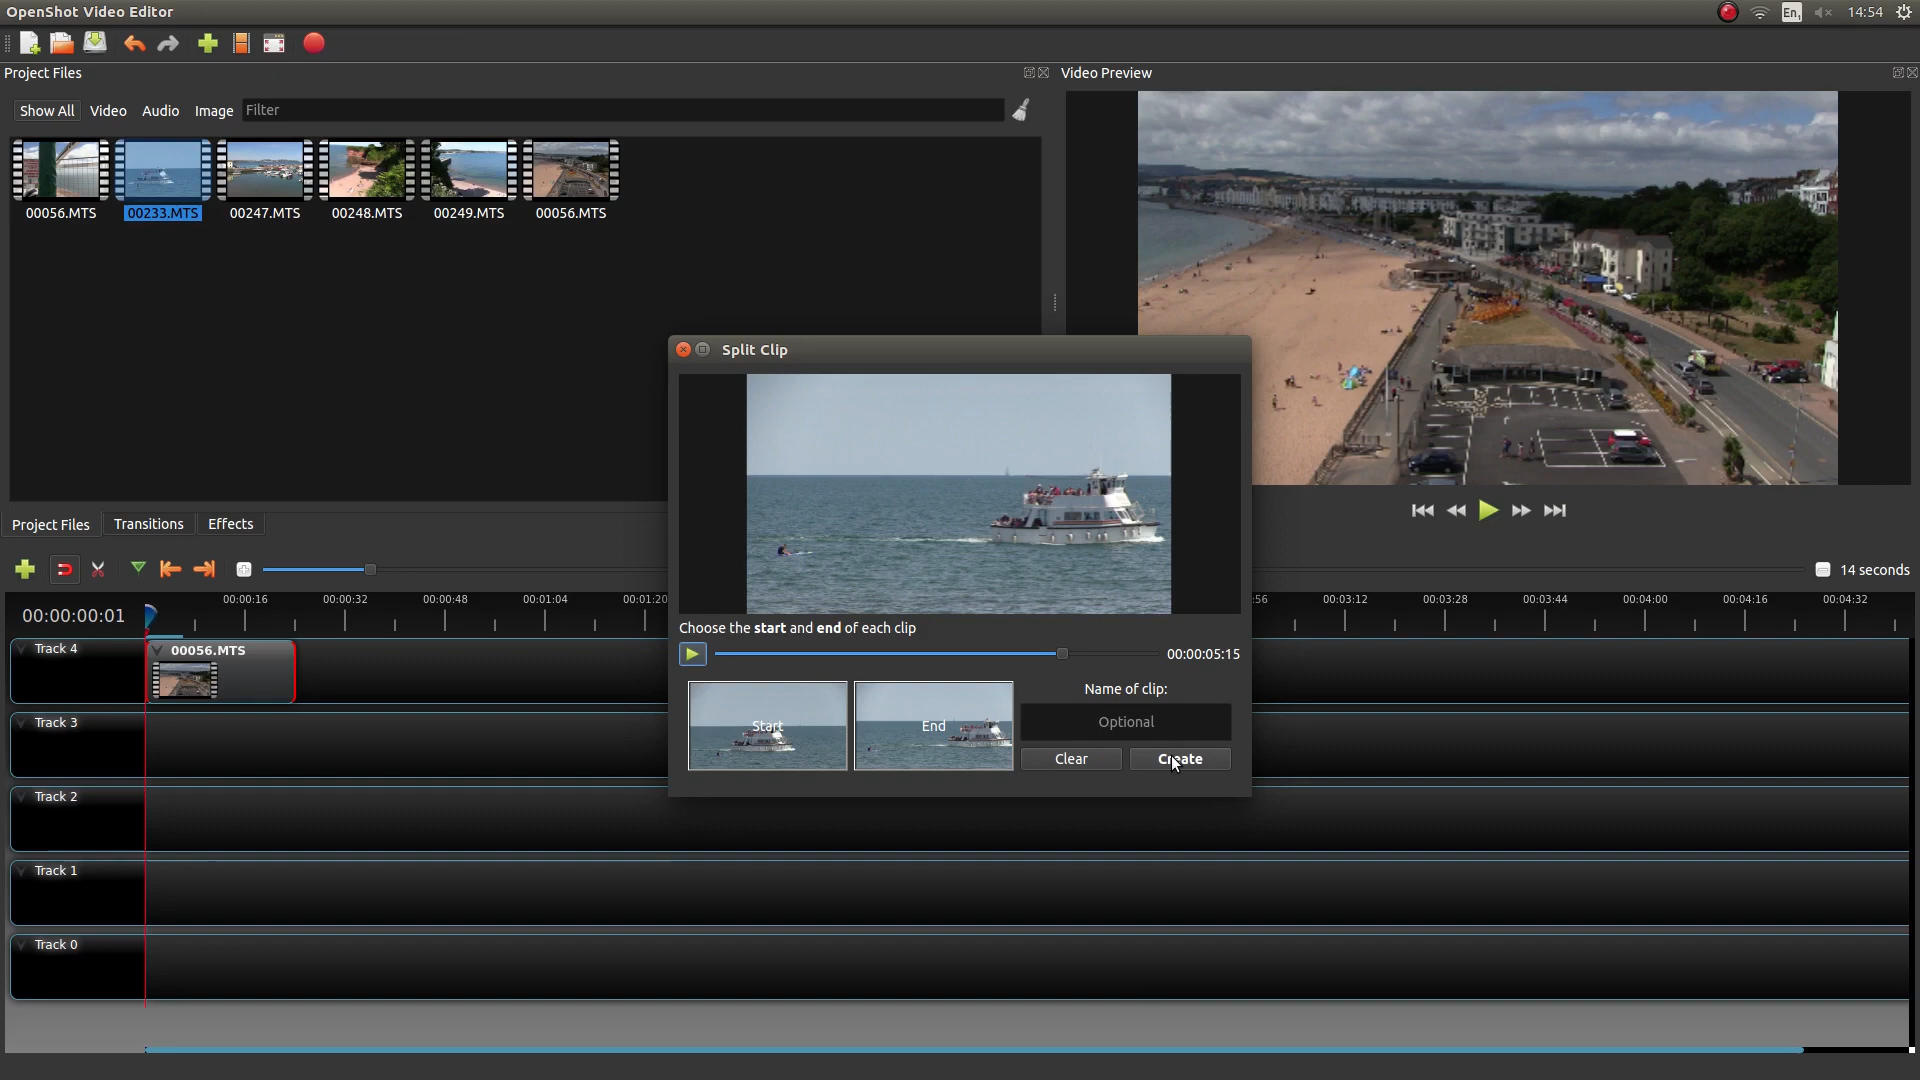 OpenShot Video Editor
En₁
14:54
Project Files
Video Preview
Show All Video Audio Image Filter
00056.MTS 00233.MTS 00247.MTS 00248.MTS 00249.MTS 00056.MTS
Split Clip
Choose the start and end of each clip
00:00:05:15
Start
End
Name of clip:
Optional
Clear
Create
Project Files Transitions Effects
14 seconds
00:00:00:01
00:00:16 00:00:32 00:00:48 00:01:04 00:01:20 :56 00:03:12 00:03:28 00:03:44 00:04:00 00:04:16 00:04:32
Track 4
00056.MTS
Track 3
Track 2
Track 1
Track 0